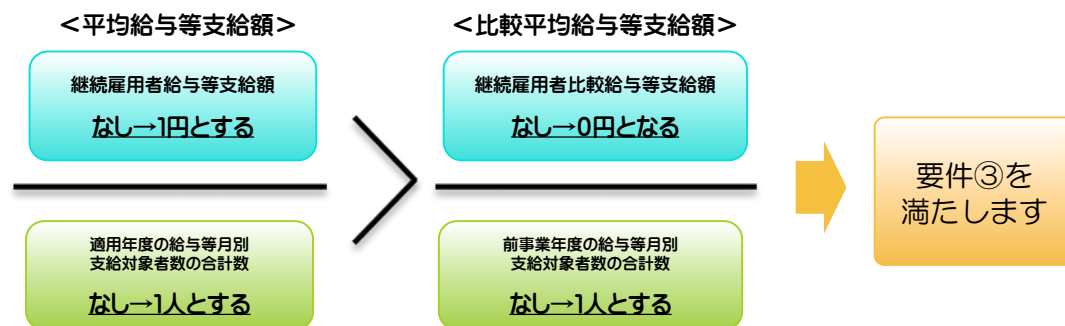 ＜平均給与等支給額＞
継続雇用者給与等支給額
なし→1円とする
適用年度の給与等月別
支給対象者数の合計数
なし→1人とする
＜比較平均給与等支給額＞
継続雇用者比較給与等支給額
なし→0円となる
前事業年度の給与等月別
支給対象者数の合計数
なし→1人とする
要件③を
満たします